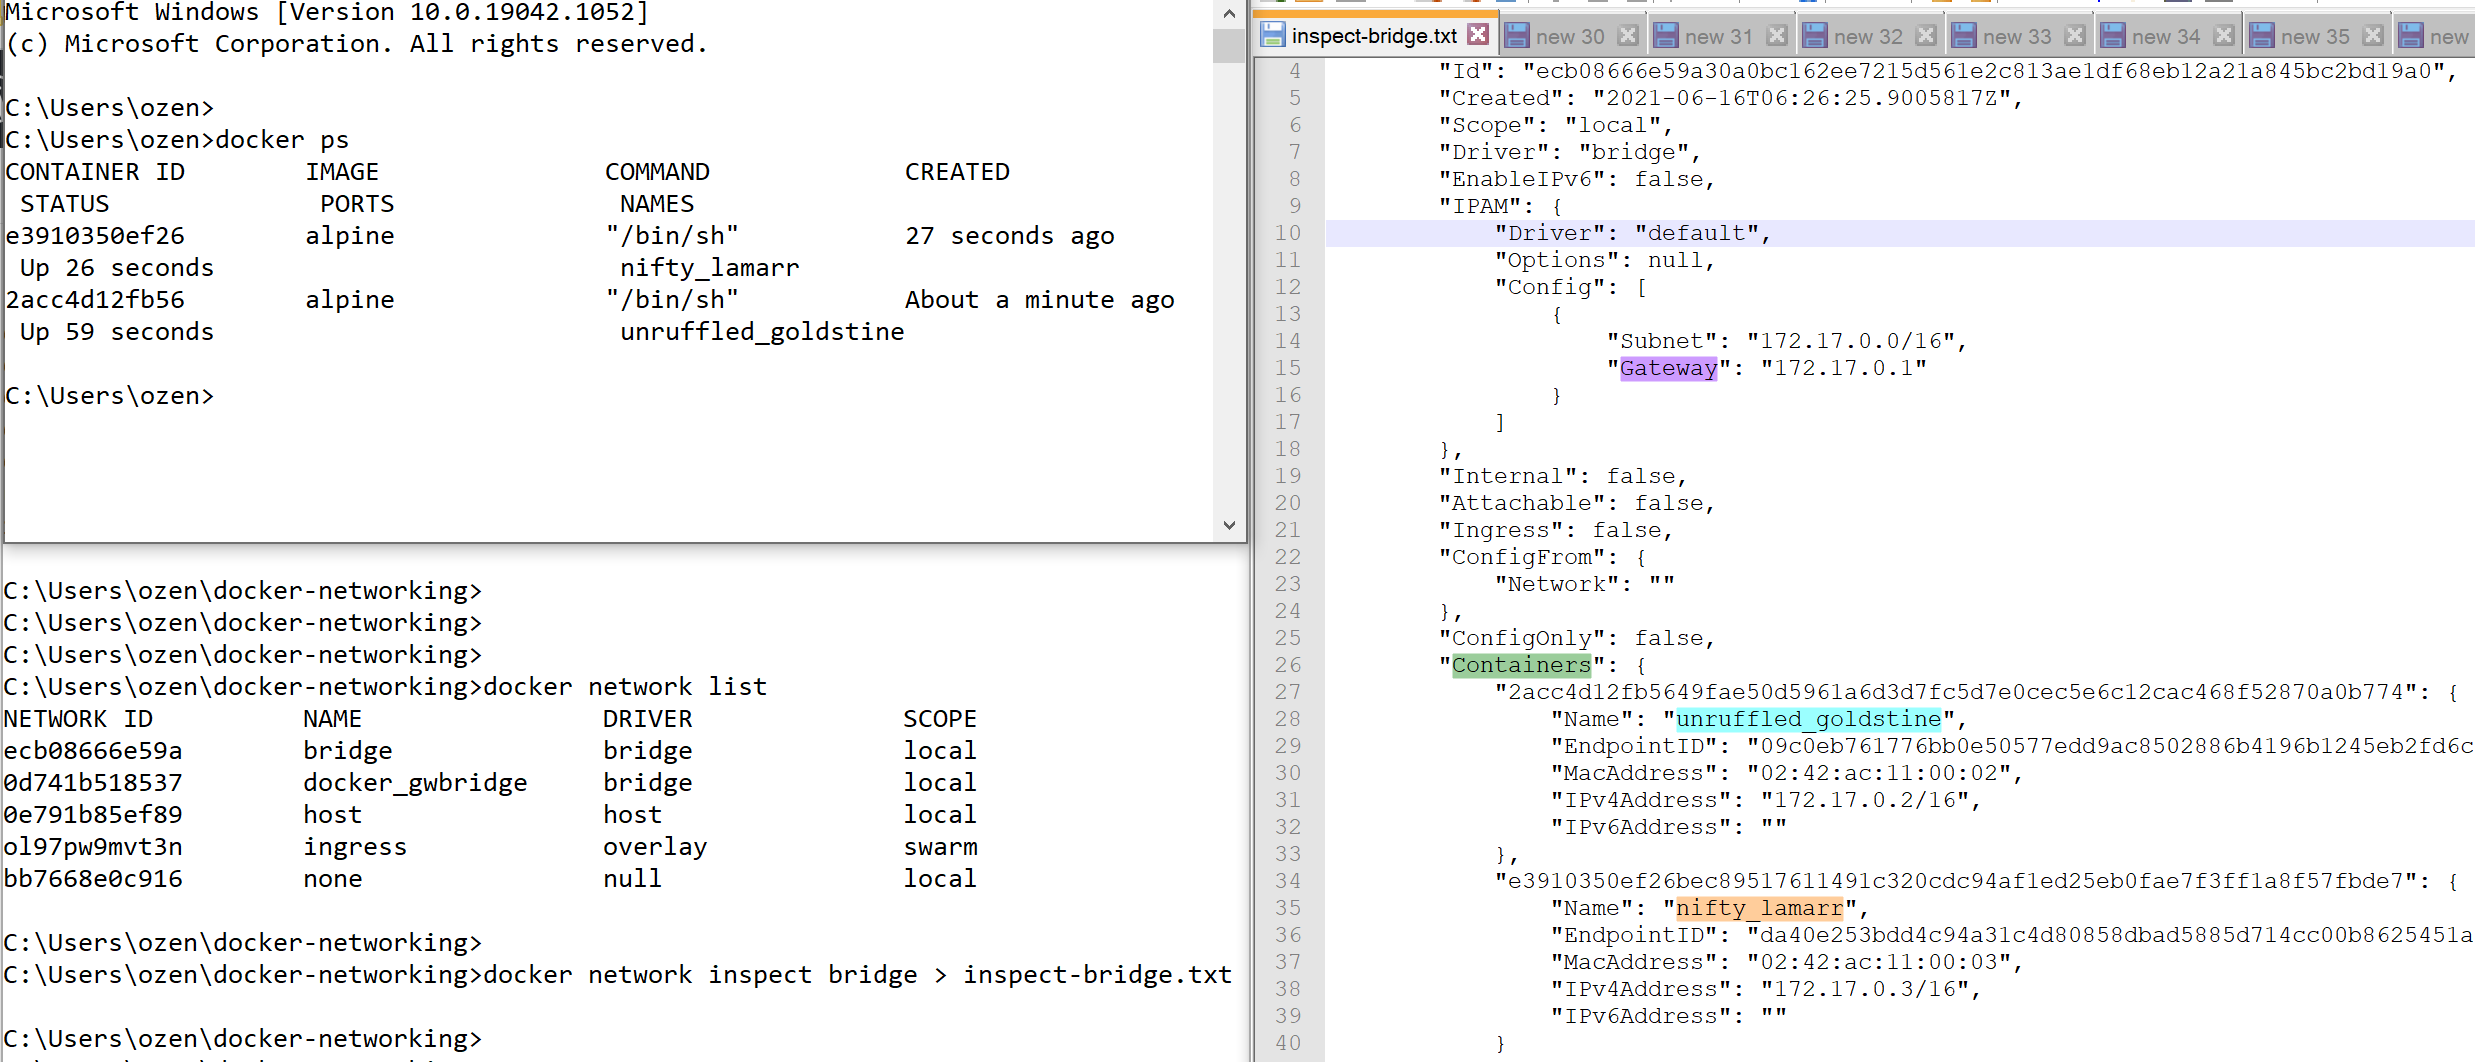 Microsoft Windows [Version 10.0.19042.1052]
(c) Microsoft Corporation. All rights reserved.
C:\Users\ozen>
C:\Users\ozen>docker ps
CONTAINER ID        IMAGE               COMMAND             CREATED
 STATUS              PORTS               NAMES
e3910350ef26        alpine              "/bin/sh"           27 seconds ago
 Up 26 seconds                           nifty_lamarr
2acc4d12fb56        alpine              "/bin/sh"           About a minute ago
 Up 59 seconds                           unruffled_goldstine
C:\Users\ozen>
C:\Users\ozen\docker-networking>
C:\Users\ozen\docker-networking>
C:\Users\ozen\docker-networking>
C:\Users\ozen\docker-networking>docker network list
NETWORK ID          NAME                DRIVER              SCOPE
ecb08666e59a        bridge              bridge              local
0d741b518537        docker_gwbridge     bridge              local
0e791b85ef89        host                host                local
ol97pw9mvt3n        ingress             overlay             swarm
bb7668e0c916        none                null                local
C:\Users\ozen\docker-networking>
C:\Users\ozen\docker-networking>docker network inspect bridge > inspect-bridge.txt
C:\Users\ozen\docker-networking>
inspect-bridge.txt new 30 new 31 new 32 new 33 new 34 new 35 new
4 "Id": "ecb08666e59a30a0bc162ee7215d561e2c813ae1df68eb12a21a845bc2bd19a0",
5 "Created": "2021-06-16T06:26:25.9005817Z",
6 "Scope": "local",
7 "Driver": "bridge",
8 "EnableIPv6": false,
9 "IPAM": {
10 "Driver": "default",
11 "Options": null,
12 "Config": [
13 {
14 "Subnet": "172.17.0.0/16",
15 "Gateway": "172.17.0.1"
16 }
17 ]
18 },
19 "Internal": false,
20 "Attachable": false,
21 "Ingress": false,
22 "ConfigFrom": {
23 "Network": ""
24 },
25 "ConfigOnly": false,
26 "Containers": {
27 "2acc4d12fb5649fae50d5961a6d3d7fc5d7e0cec5e6c12cac468f52870a0b774": {
28 "Name": "unruffled_goldstine",
29 "EndpointID": "09c0eb761776bb0e50577edd9ac8502886b4196b1245eb2fd6c
30 "MacAddress": "02:42:ac:11:00:02",
31 "IPv4Address": "172.17.0.2/16",
32 "IPv6Address": ""
33 },
34 "e3910350ef26bec89517611491c320cdc94af1ed25eb0fae7f3ff1a8f57fbde7": {
35 "Name": "nifty_lamarr",
36 "EndpointID": "da40e253bdd4c94a31c4d80858dbad5885d714cc00b8625451a
37 "MacAddress": "02:42:ac:11:00:03",
38 "IPv4Address": "172.17.0.3/16",
39 "IPv6Address": ""
40 }